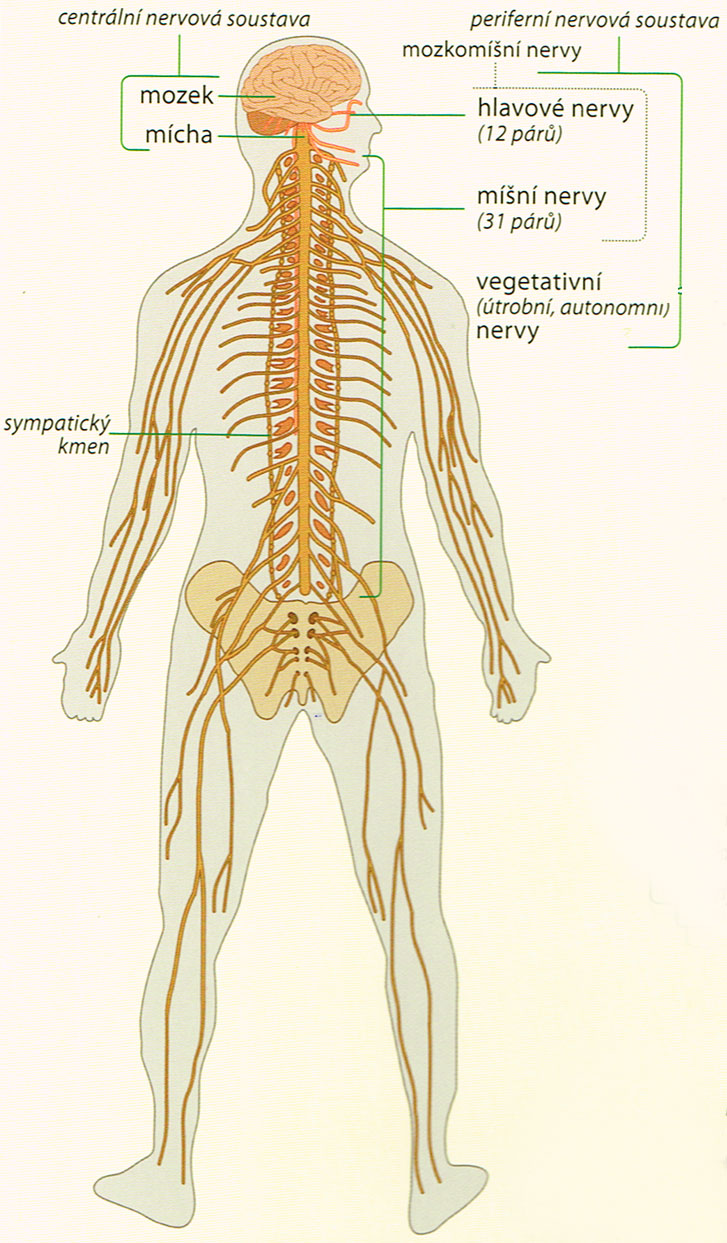 centrální nervová soustava
mozek
mícha
periferní nervová soustava
mozkomíšní nervy
hlavové nervy
(12 párů)
míšní nervy
(31 párů)
vegetativní
(útrobní, autonomnı)
nervy
sympatický
kmen